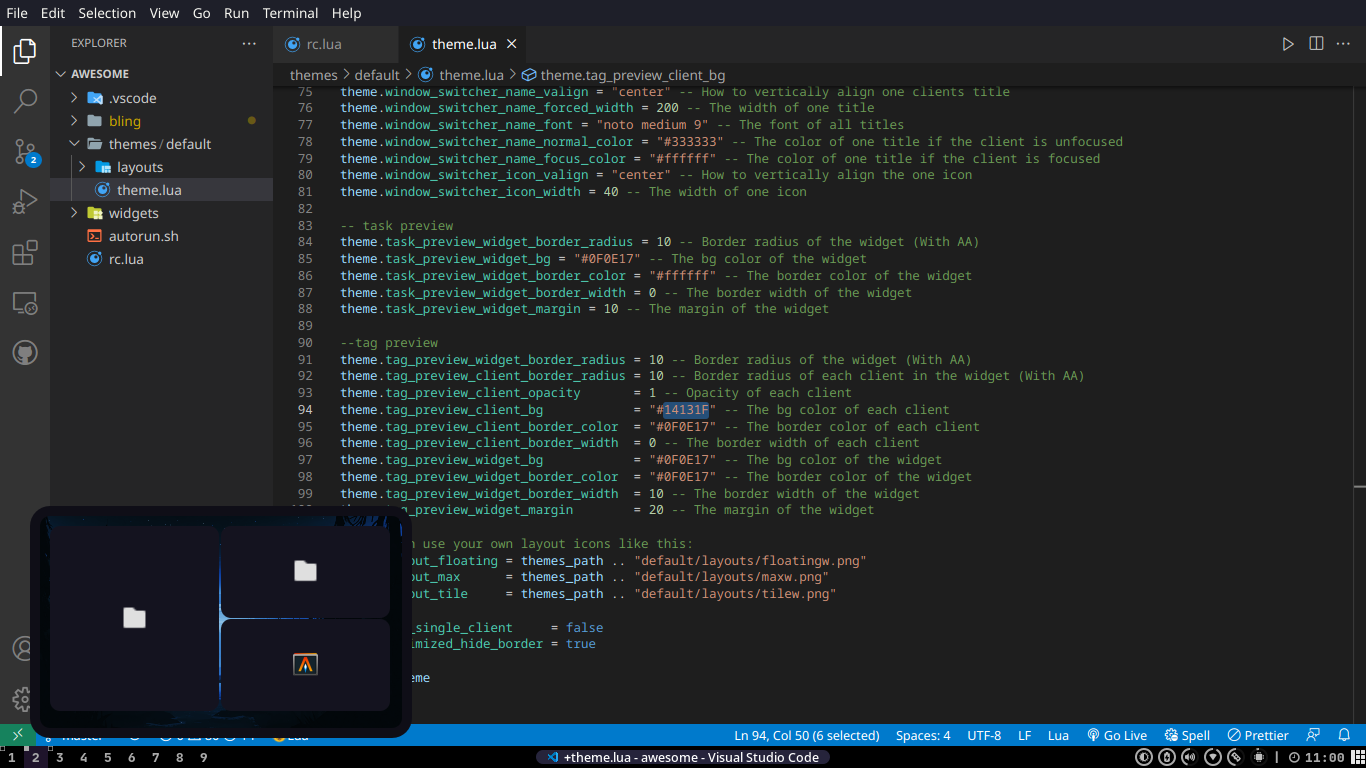 File Edit Selection View Go Run Terminal Help
EXPLORER
rc.lua
theme.lua
AWESOME
themes > default > theme.lua > theme.tag_preview_client_bg
.vscode
bling
themes/default
layouts
theme.lua
widgets
autorun.sh
rc.lua
2
75 theme.window_switcher_name_valign = "center" -- How to vertically align one clients title
76 theme.window_switcher_name_forced_width = 200 -- The width of one title
77 theme.window_switcher_name_font = "noto medium 9" -- The font of all titles
78 theme.window_switcher_name_normal_color = "#333333" -- The color of one title if the client is unfocused
79 theme.window_switcher_name_focus_color = "#ffffff" -- The color of one title if the client is focused
80 theme.window_switcher_icon_valign = "center" -- How to vertically align the one icon
81 theme.window_switcher_icon_width = 40 -- The width of one icon
82
83 -- task preview
84 theme.task_preview_widget_border_radius = 10 -- Border radius of the widget (With AA)
85 theme.task_preview_widget_bg = "#0F0E17" -- The bg color of the widget
86 theme.task_preview_widget_border_color = "#ffffff" -- The border color of the widget
87 theme.task_preview_widget_border_width = 0 -- The border width of the widget
88 theme.task_preview_widget_margin = 10 -- The margin of the widget
89
90 --tag preview
91 theme.tag_preview_widget_border_radius = 10 -- Border radius of the widget (With AA)
92 theme.tag_preview_client_border_radius = 10 -- Border radius of each client in the widget (With AA)
93 theme.tag_preview_client_opacity = 1 -- Opacity of each client
94 theme.tag_preview_client_bg = "#14131F" -- The bg color of each client
95 theme.tag_preview_client_border_color = "#0F0E17" -- The border color of each client
96 theme.tag_preview_client_border_width = 0 -- The border width of each client
97 theme.tag_preview_widget_bg = "#0F0E17" -- The bg color of the widget
98 theme.tag_preview_widget_border_color = "#0F0E17" -- The border color of the widget
99 theme.tag_preview_widget_border_width = 10 -- The border width of the widget
_preview_widget_margin = 20 -- The margin of the widget
use your own layout icons like this:
out_floating = themes_path .. "default/layouts/floatingw.png"
out_max = themes_path .. "default/layouts/maxw.png"
out_tile = themes_path .. "default/layouts/tilew.png"
_single_client = false
imized_hide_border = true
eme
Ln 94, Col 50 (6 selected) Spaces: 4 UTF-8 LF Lua Go Live Spell Prettier
1 2 3 4 5 6 7 8 9
+theme.lua - awesome - Visual Studio Code
| 11:00